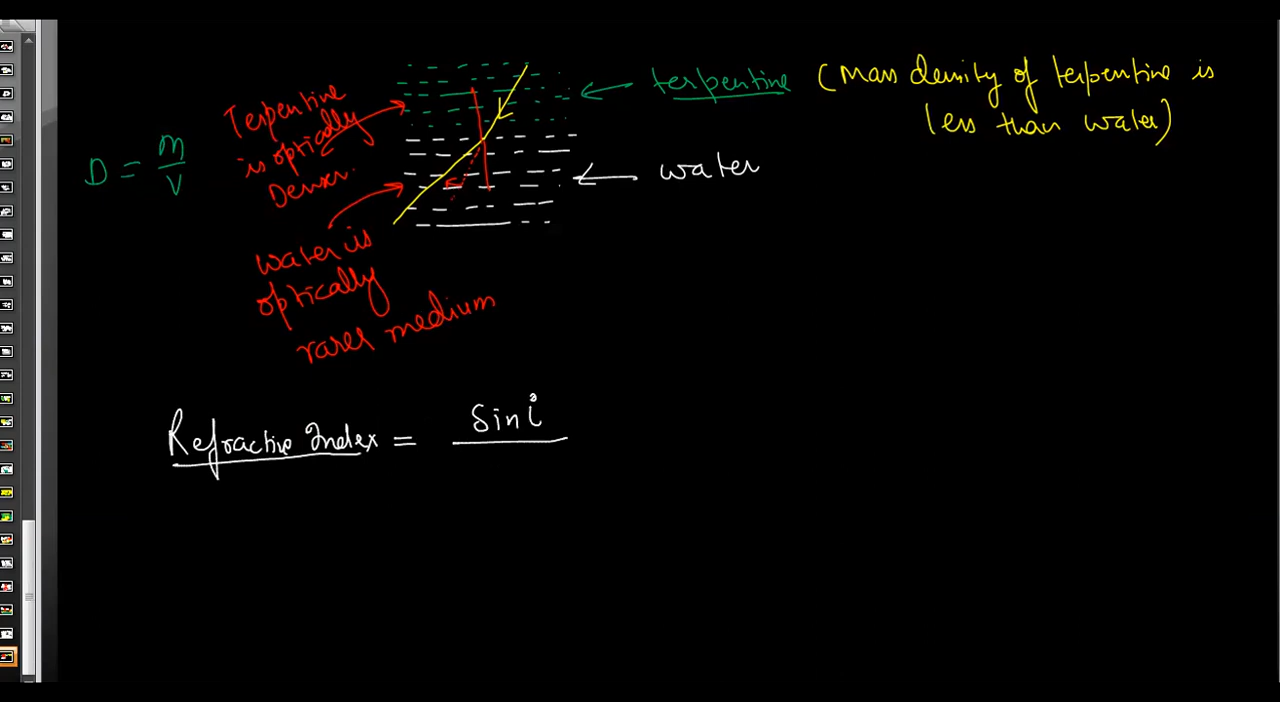 terpentine (Mass density of terpentine is
less than water)
Terpentine
is optically
Denser.
D = m
v
water
water is
optically
rarer medium
Refractive Index = Sin i